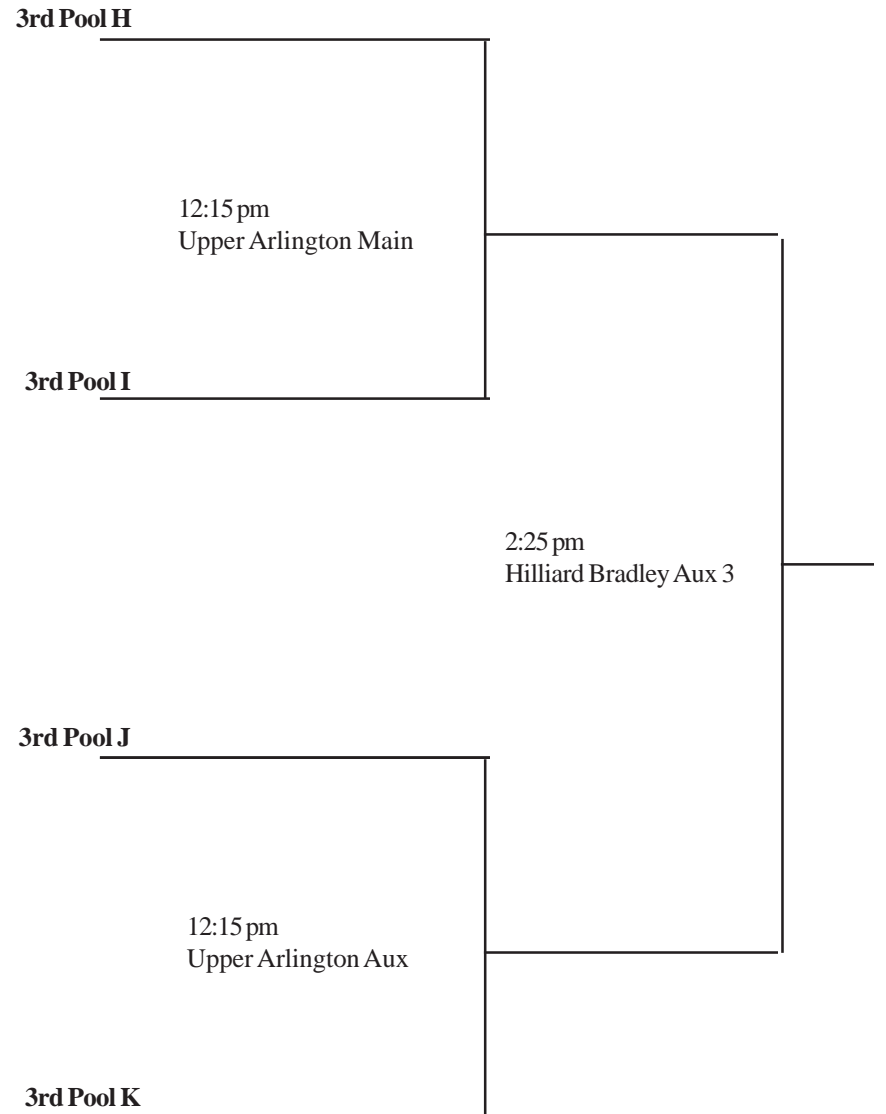 3rd Pool H
12:15 pm
Upper Arlington Main
3rd Pool I
2:25 pm
Hilliard Bradley Aux 3
3rd Pool J
12:15 pm
Upper Arlington Aux
3rd Pool K